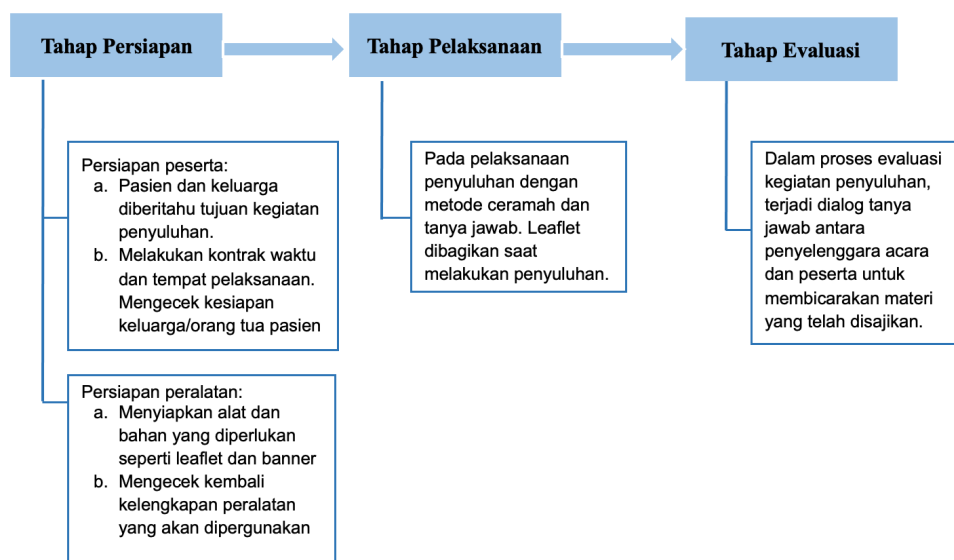 Tahap Persiapan
Tahap Pelaksanaan
Tahap Evaluasi
Persiapan peserta:
a. Pasien dan keluarga
diberitahu tujuan kegiatan
penyuluhan.
b. Melakukan kontrak waktu
dan tempat pelaksanaan.
Mengecek kesiapan
keluarga/orang tua pasien
Persiapan peralatan:
a. Menyiapkan alat dan
bahan yang diperlukan
seperti leaflet dan banner
b. Mengecek kembali
kelengkapan peralatan
yang akan dipergunakan
Pada pelaksanaan
penyuluhan dengan
metode ceramah dan
tanya jawab. Leaflet
dibagikan saat
melakukan penyuluhan.
Dalam proses evaluasi
kegiatan penyuluhan,
terjadi dialog tanya
jawab antara
penyelenggara acara
dan peserta untuk
membicarakan materi
yang telah disajikan.